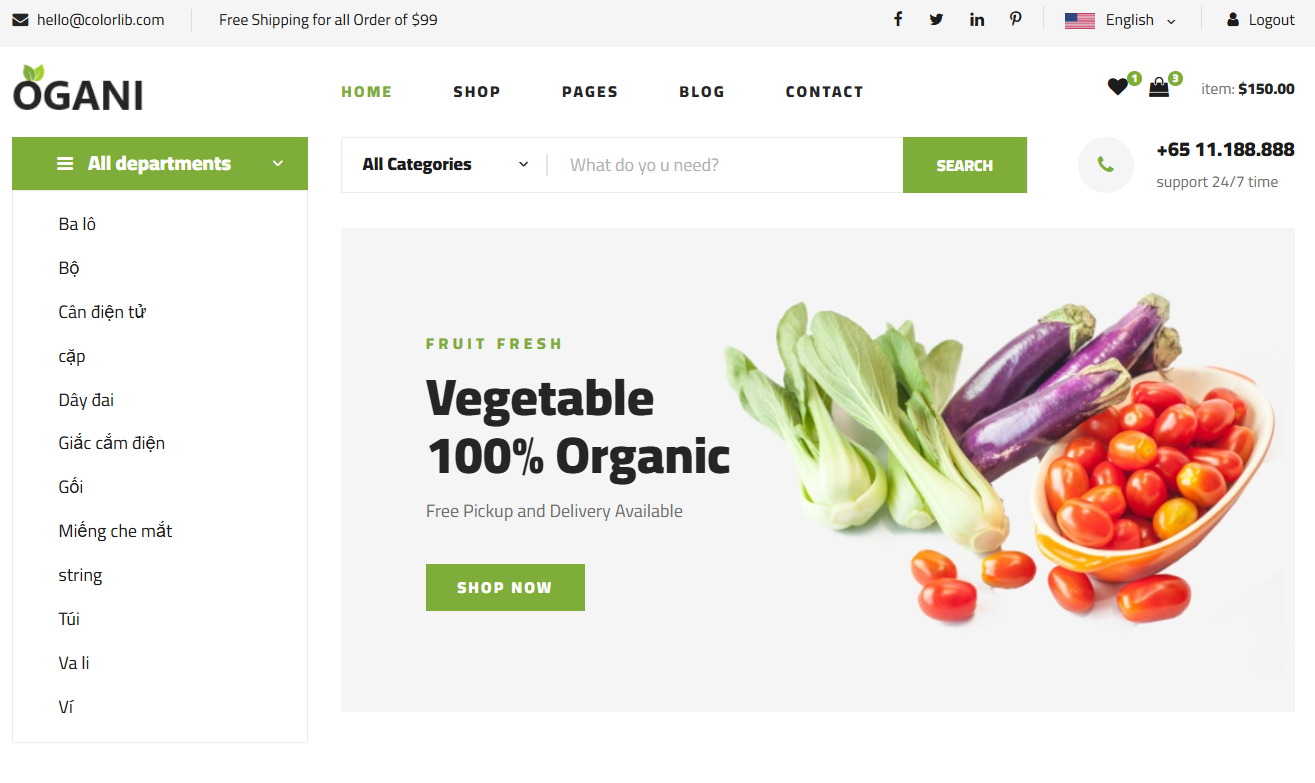 hello@colorlib.com
Free Shipping for all Order of $99
English
Logout
OGANI
HOME
SHOP
PAGES
BLOG
CONTACT
1
3
item: $150.00
All departments
All Categories
What do yo u need?
SEARCH
+65 11.188.888
support 24/7 time
Ba lô
Bộ
Cân điện tử
cặp
Dây đai
Giắc cắm điện
Gối
Miếng che mắt
string
Túi
Va li
Ví
FRUIT FRESH
Vegetable
100% Organic
Free Pickup and Delivery Available
SHOP NOW